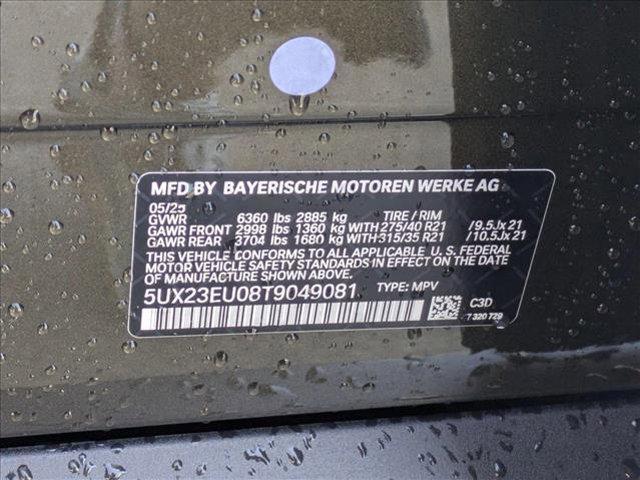 MFD BY BAYERISCHE MOTOREN WERKE AG
05/25
GVWR 6360 lbs 2885 kg TIRE / RIM
GAWR FRONT 2998 lbs 1360 kg WITH 275/40 R21 /9.5Jx21
GAWR REAR 3704 lbs 1680 kg WITH 315/35 R21 /10.5Jx21
THIS VEHICLE CONFORMS TO ALL APPLICABLE U. S. FEDERAL
MOTOR VEHICLE SAFETY STANDARDS IN EFFECT ON THE
DATE OF MANUFACTURE SHOWN ABOVE.
5UX23EU08T9049081 TYPE: MPV
C3D
7 320 729